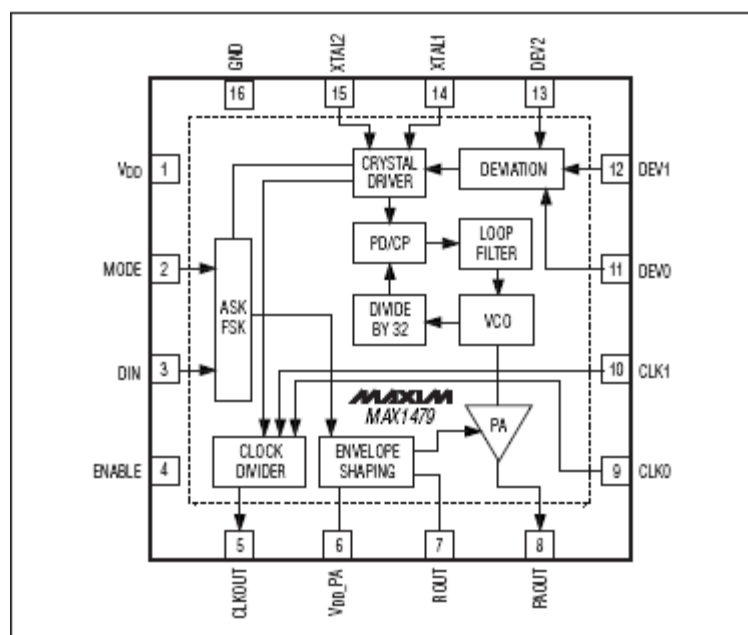 GND
XTAL2
XTAL1
DEV2
16
15
14
13
VDD
1
CRYSTAL
DRIVER
DEVIATION
12
DEV1
MODE
2
PD/CP
LOOP
FILTER
11
DEV0
ASK
FSK
DIVIDE
BY 32
VCO
DIN
3
10
CLK1
MAXIM
MAX1479
PA
ENABLE
4
CLOCK
DIVIDER
ENVELOPE
SHAPING
9
CLK0
5
6
7
8
CLKOUT
VDD_PA
ROUT
PAOUT